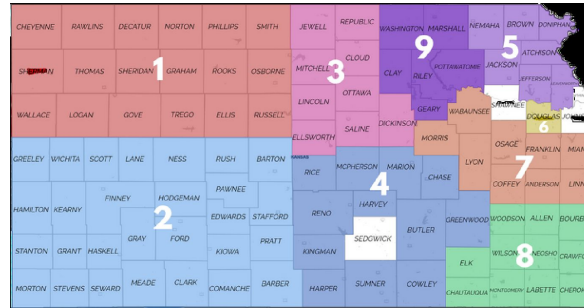 CHEYENNE RAWLINS DECATUR NORTON PHILLIPS SMITH JEWELL REPUBLIC WASHINGTON MARSHALL NEMAHA BROWN DONIPHAN
SHERMAN THOMAS SHERIDAN GRAHAM ROOKS OSBORNE MITCHELL CLOUD CLAY RILEY POTTAWATOMIE JACKSON ATCHISON
1 3 9 5
WALLACE LOGAN GOVE TREGO ELLIS RUSSELL LINCOLN OTTAWA GEARY WABAUNSEE SHAWNEE JEFFERSON
ELLSWORTH SALINE DICKINSON MORRIS DOUGLAS
6
GREELEY WICHITA SCOTT LANE NESS RUSH BARTON RICE MCPHERSON MARION CHASE LYON OSAGE FRANKLIN MIAM
HAMILTON KEARNY FINNEY HODGEMAN PAWNEE EDWARDS STAFFORD RENO HARVEY GREENWOOD COFFEY ANDERSON LINN
2 4 7
STANTON GRANT HASKELL GRAY FORD KIOWA PRATT KINGMAN SEDGWICK BUTLER ELK WOODSON ALLEN BOURB
WILSON NEOSHO CRAWF
8
MORTON STEVENS SEWARD MEADE CLARK COMANCHE BARBER HARPER SUMNER COWLEY CHAUTAUQUA MONTGOMERY LABETTE CHEROK